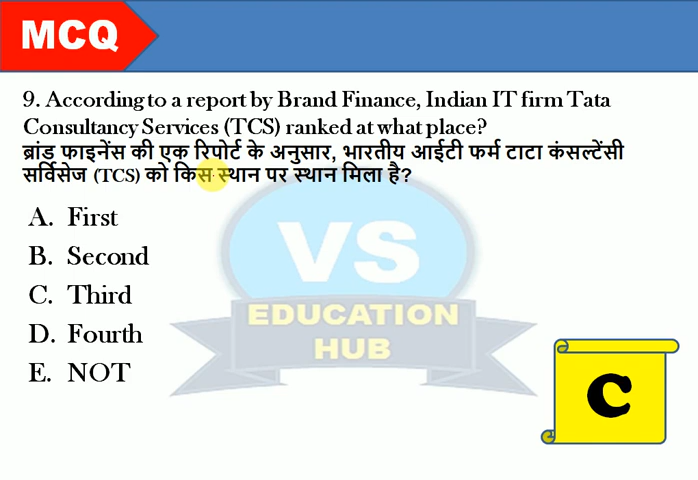 MCQ
9. According to a report by Brand Finance, Indian IT firm Tata
Consultancy Services (TCS) ranked at what place?
ब्रांड फाइनेंस की एक रिपोर्ट के अनुसार, भारतीय आईटी फर्म टाटा कंसल्टेंसी
सर्विसेज (TCS) को किस स्थान पर स्थान मिला है?
A. First
B. Second
C. Third
D. Fourth
E. NOT
VS
EDUCATION
HUB
C